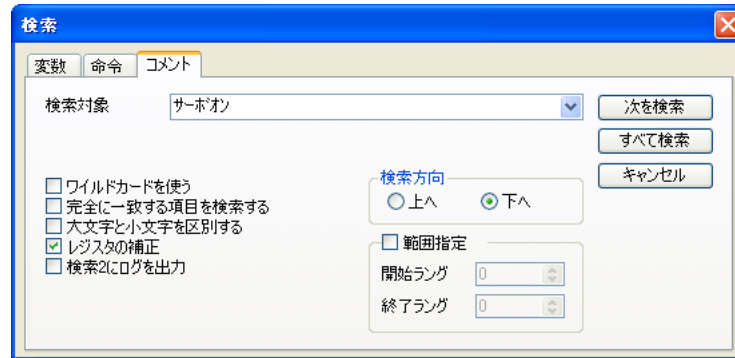 検索
変数 命令 コメント
検索対象 サーボオン 次を検索
すべて検索
キャンセル
ワイルドカードを使う
完全に一致する項目を検索する
大文字と小文字を区別する
レジスタの補正
検索2にログを出力
検索方向
上へ 下へ
範囲指定
開始ラング 0
終了ラング 0